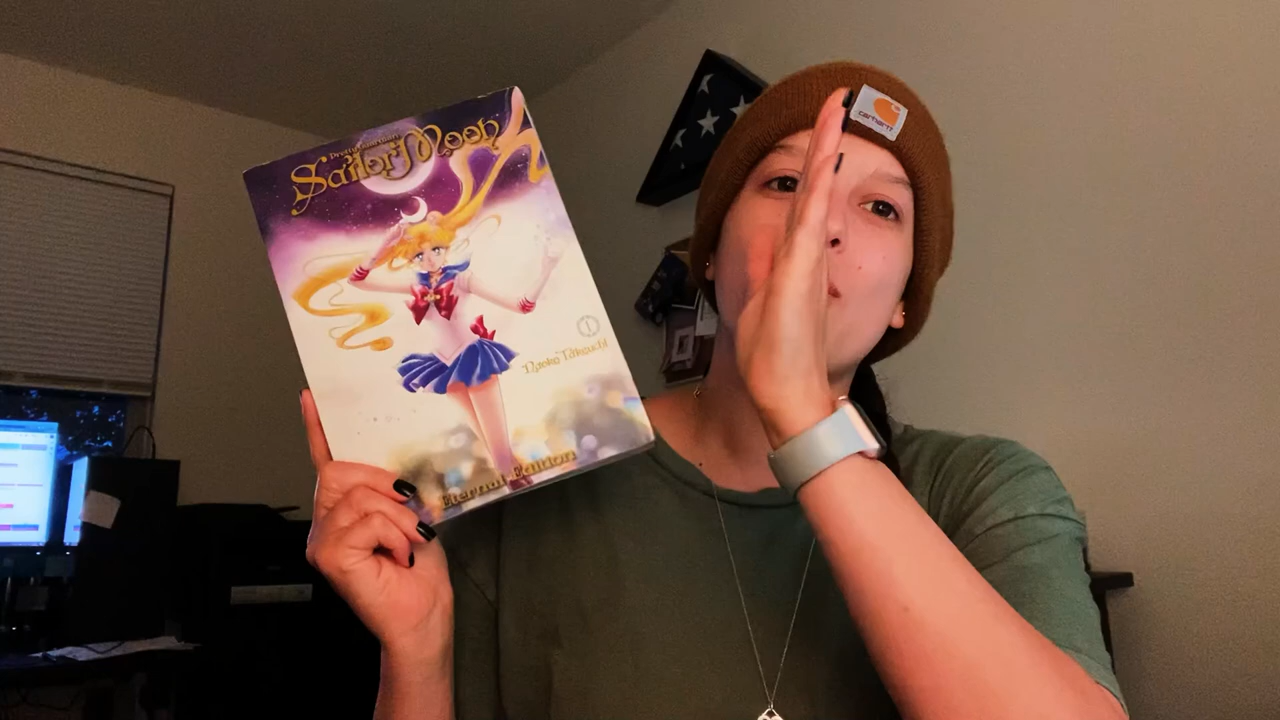 Pretty Guardian
Sailor Moon
1
Naoko Takeuchi
Eternal Edition
carhartt